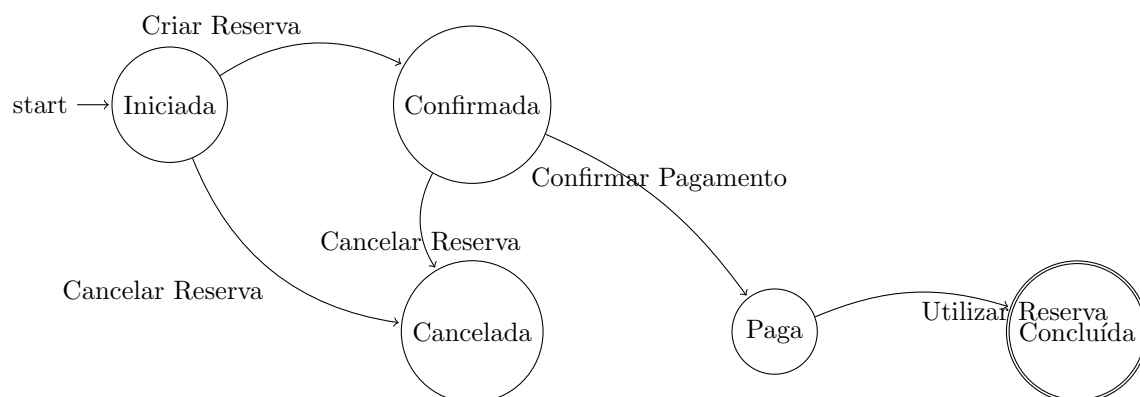 Criar Reserva
start
Iniciada
Confirmada
Confirmar Pagamento
Cancelar Reserva
Cancelar Reserva
Utilizar Reserva
Cancelada
Paga
Concluída